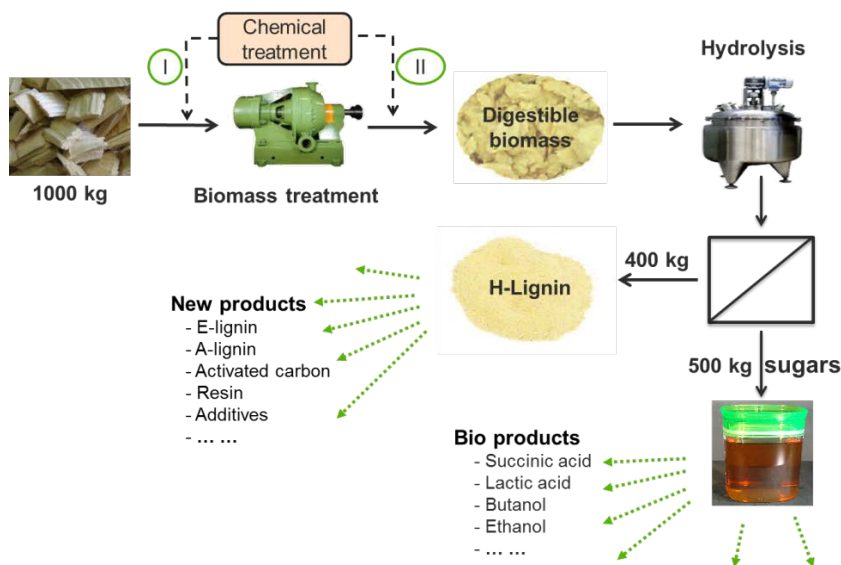 Chemical
treatment
I
II
Hydrolysis
Digestible
biomass
1000 kg
Biomass treatment
400 kg
H-Lignin
New products
- E-lignin
- A-lignin
- Activated carbon
- Resin
- Additives
- ... ...
500 kg sugars
Bio products
- Succinic acid
- Lactic acid
- Butanol
- Ethanol
- ... ...